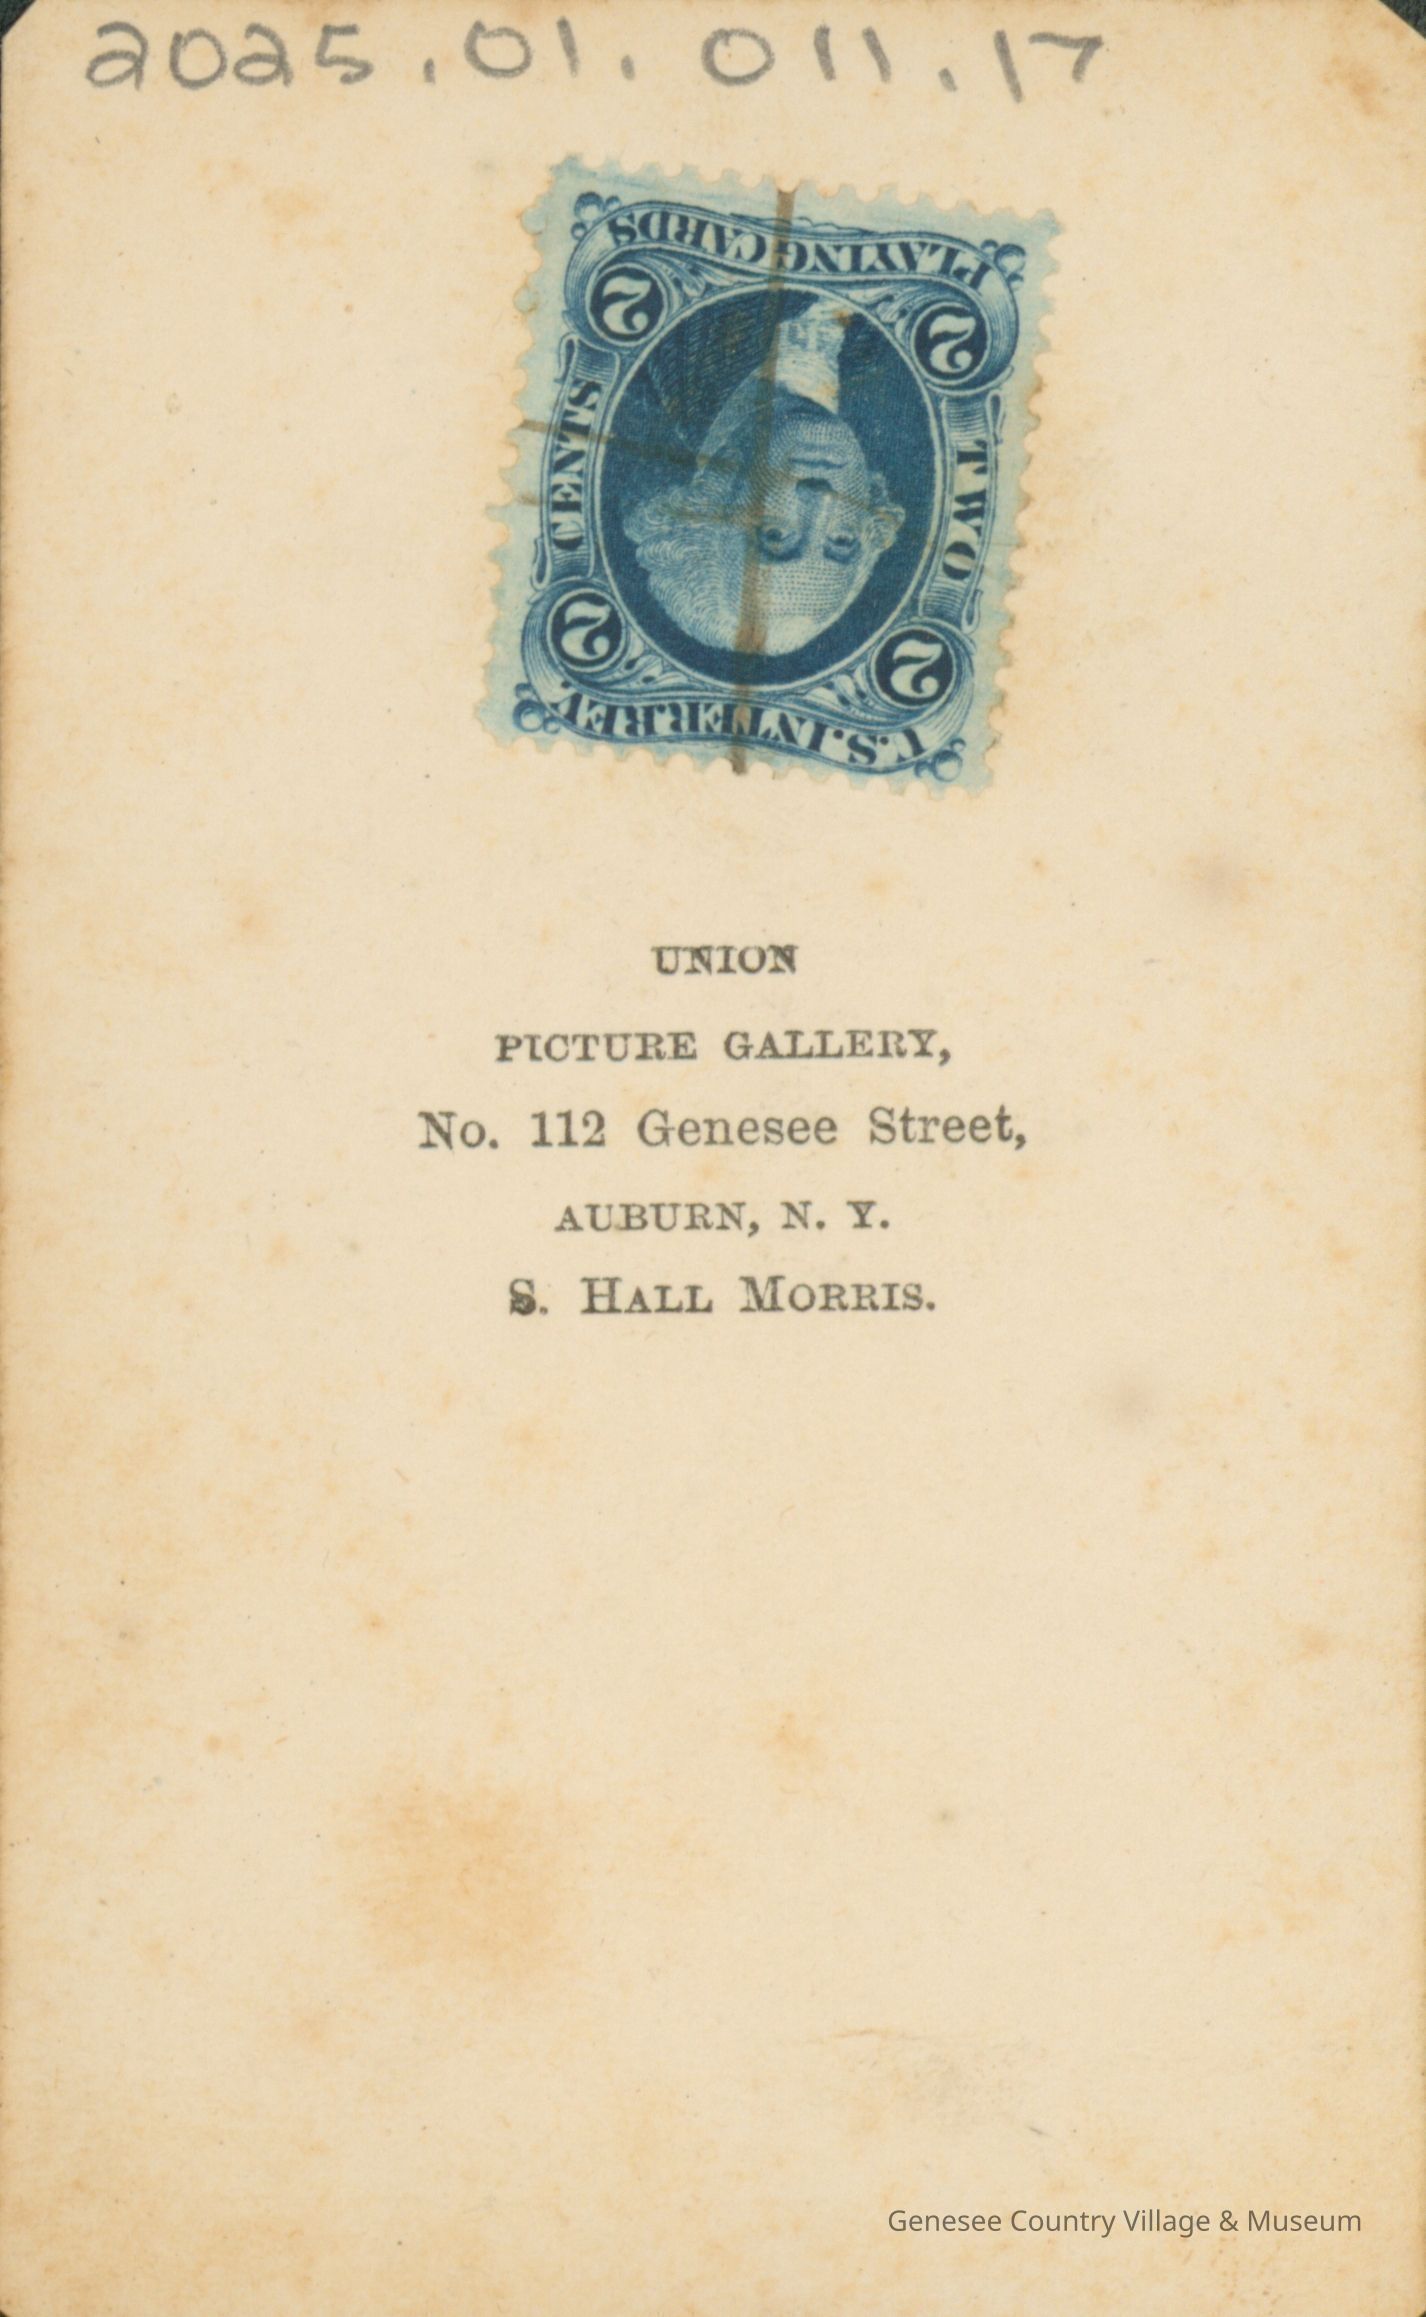 2025.01.011.17
PLAYING CARDS
2 2
CENTS TWO
2 2
U.S. INTER. REV.
UNION
PICTURE GALLERY,
No. 112 Genesee Street,
AUBURN, N. Y.
S. HALL MORRIS.
Genesee Country Village & Museum